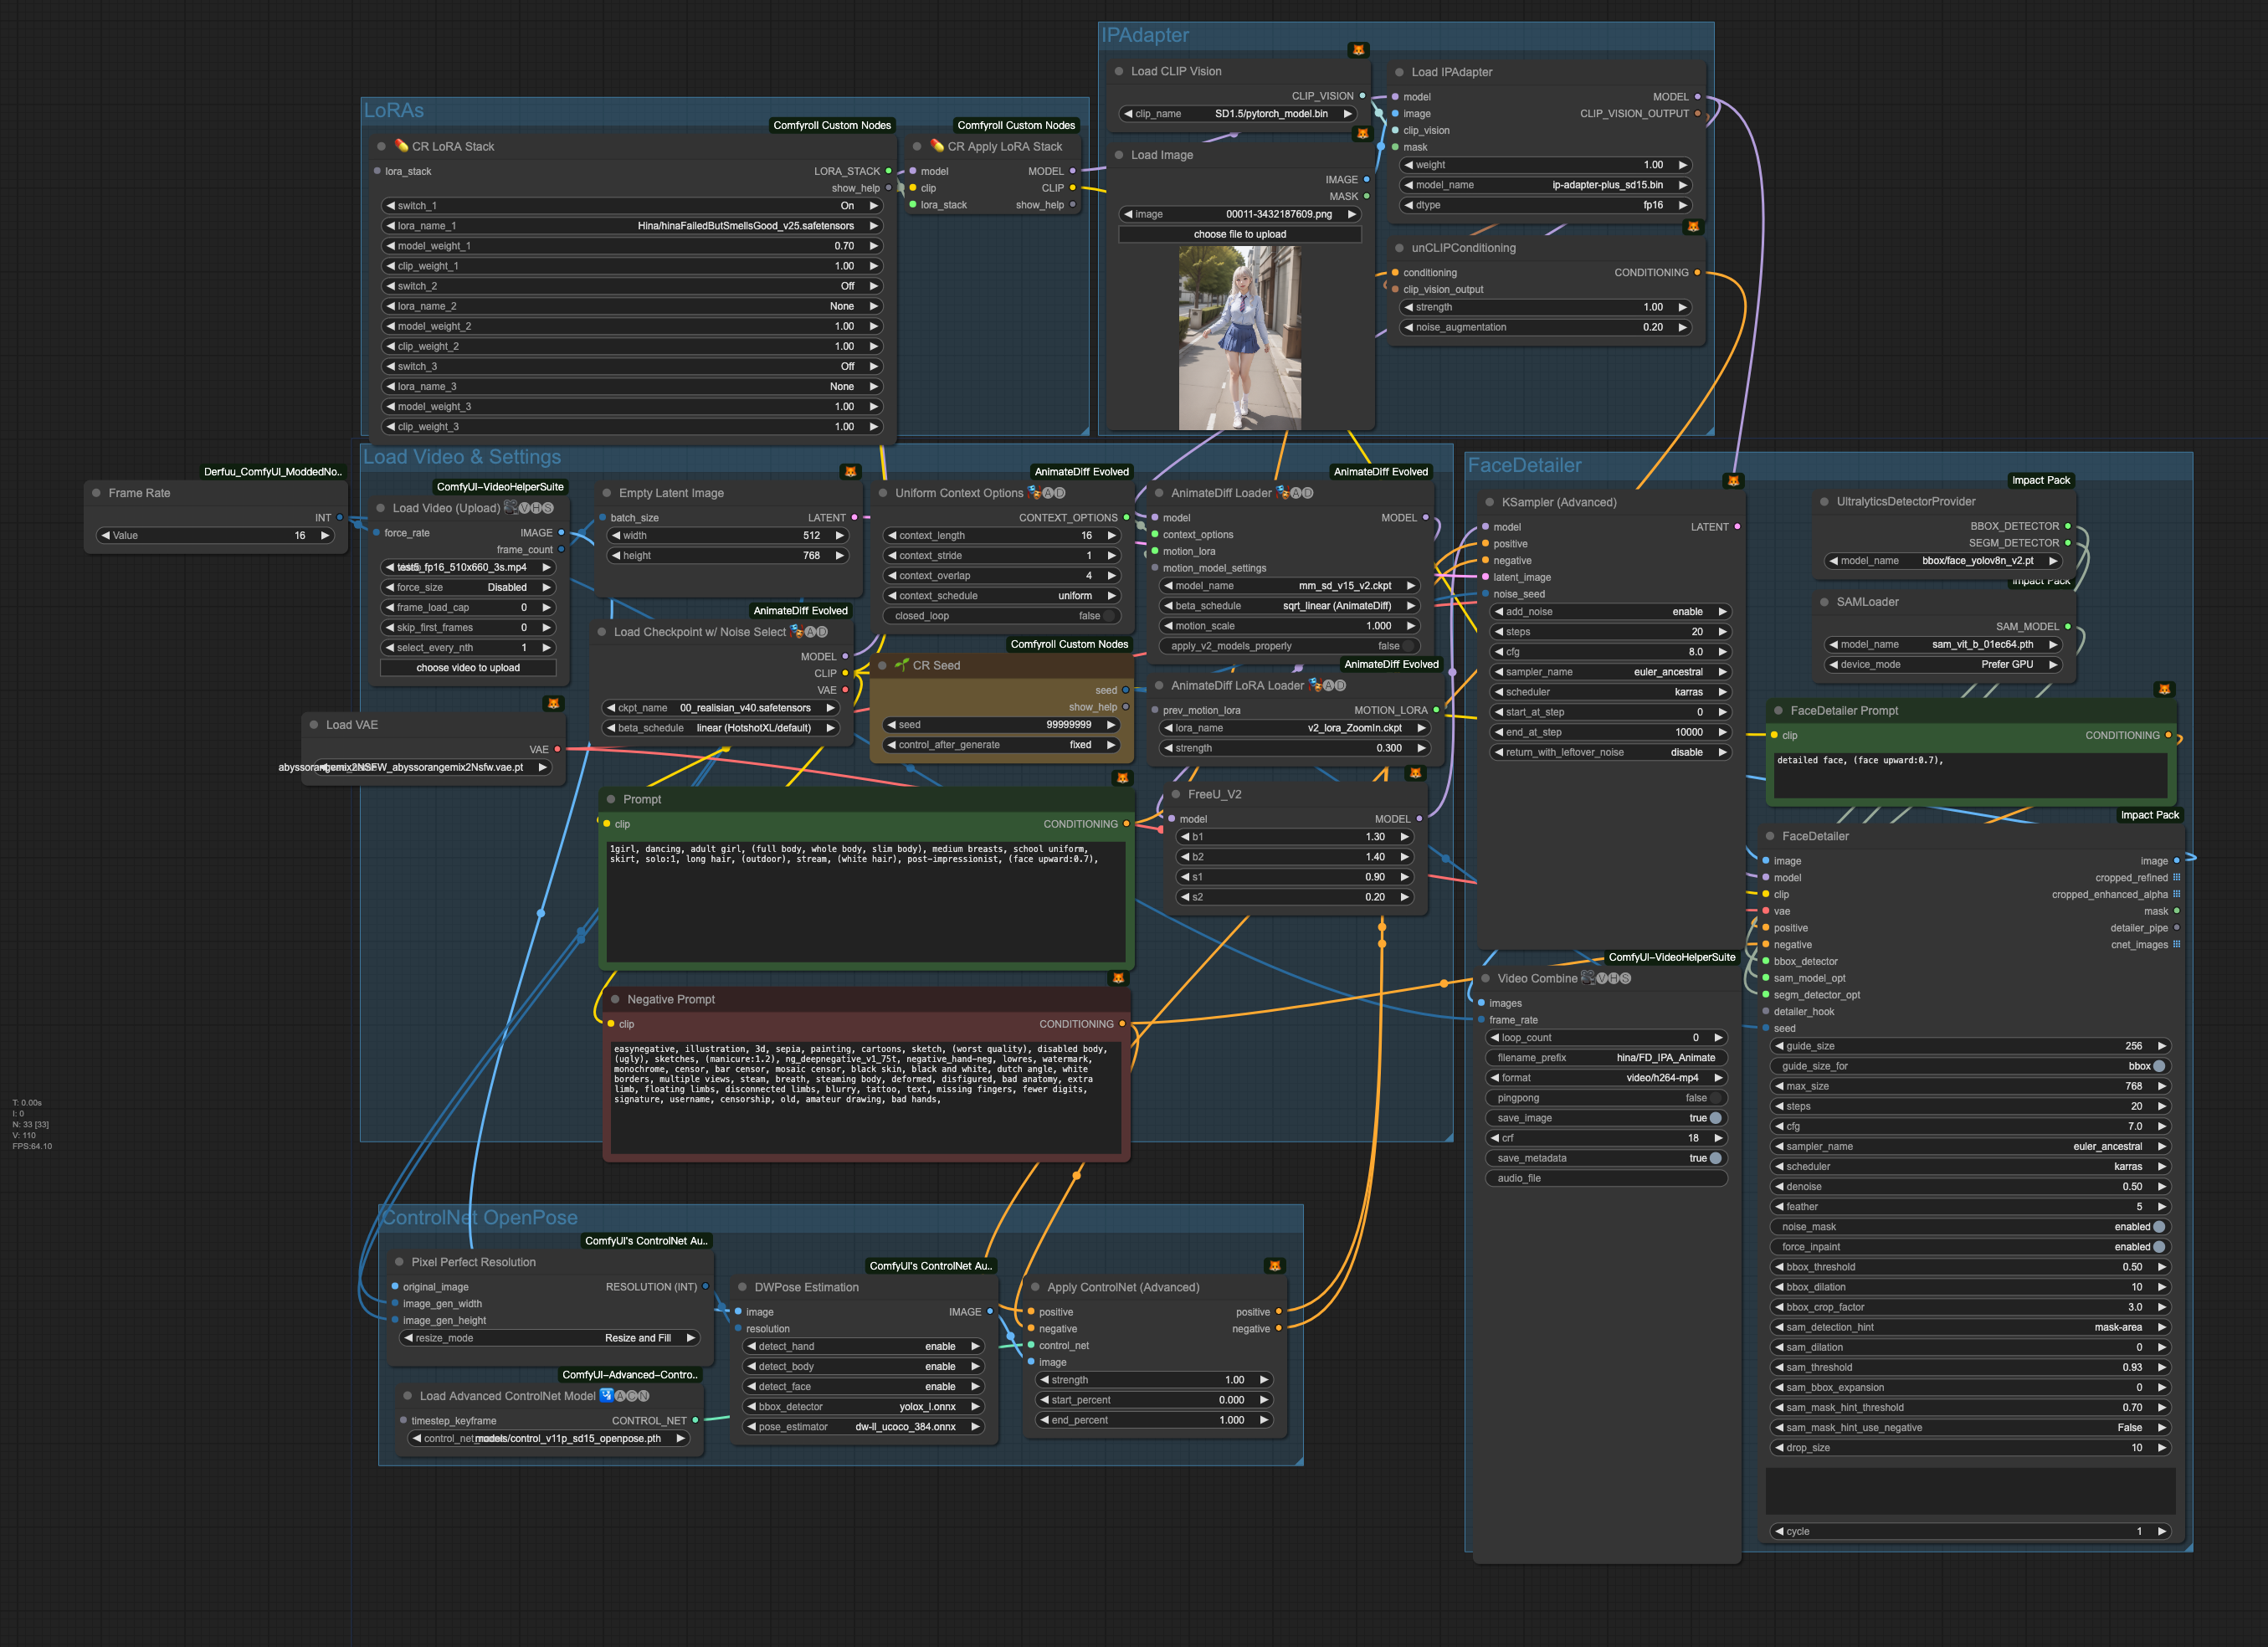 IPAdapter
Load CLIP Vision
CLIP_VISION
clip_name SD1.5/pytorch_model.bin
Load Image
IMAGE
MASK
image 00011-3432187609.png
choose file to upload
Load IPAdapter
model MODEL
image CLIP_VISION_OUTPUT
clip_vision
mask
weight 1.00
model_name ip-adapter-plus_sd15.bin
dtype fp16
unCLIPConditioning
conditioning CONDITIONING
clip_vision_output
strength 1.00
noise_augmentation 0.20
LoRAs
Comfyroll Custom Nodes
CR LoRA Stack
lora_stack LORA_STACK
show_help
switch_1 On
lora_name_1 Hina/hinaFailedButSmellsGood_v25.safetensors
model_weight_1 0.70
clip_weight_1 1.00
switch_2 Off
lora_name_2 None
model_weight_2 1.00
clip_weight_2 1.00
switch_3 Off
lora_name_3 None
model_weight_3 1.00
clip_weight_3 1.00
Comfyroll Custom Nodes
CR Apply LoRA Stack
model MODEL
clip CLIP
lora_stack show_help
Load Video & Settings
Derfuu_ComfyUI_ModdedNo..
Frame Rate
INT
Value 16
ComfyUI-VideoHelperSuite
Load Video (Upload) VHS
force_rate IMAGE
frame_count
_fp16_510x660_3s.mp4
force_size Disabled
frame_load_cap 0
skip_first_frames 0
select_every_nth 1
choose video to upload
Load VAE
VAE
NSFW_abyssorangemix2Nsfw.vae.pt
Empty Latent Image
batch_size LATENT
width 512
height 768
AnimateDiff Evolved
Load Checkpoint w/ Noise Select AD
MODEL
CLIP
VAE
ckpt_name 00_realisian_v40.safetensors
beta_schedule linear (HotshotXL/default)
AnimateDiff Evolved
Uniform Context Options AD
CONTEXT_OPTIONS
context_length 16
context_stride 1
context_overlap 4
context_schedule uniform
closed_loop false
Comfyroll Custom Nodes
CR Seed
seed
show_help
seed 99999999
control_after_generate fixed
AnimateDiff Evolved
AnimateDiff Loader AD
model MODEL
context_options
motion_lora
motion_model_settings
model_name mm_sd_v15_v2.ckpt
beta_schedule sqrt_linear (AnimateDiff)
motion_scale 1.000
apply_v2_models_properly false
AnimateDiff Evolved
AnimateDiff LoRA Loader AD
prev_motion_lora MOTION_LORA
lora_name v2_lora_ZoomIn.ckpt
strength 0.300
FreeU_V2
model MODEL
b1 1.30
b2 1.40
s1 0.90
s2 0.20
Prompt
clip CONDITIONING
1girl, dancing, adult girl, (full body, whole body, slim body), medium breasts, school uniform,
skirt, solo:1, long hair, (outdoor), stream, (white hair), post-impressionist, (face upward:0.7),
Negative Prompt
clip CONDITIONING
easynegative, illustration, 3d, sepia, painting, cartoons, sketch, (worst quality), disabled body,
(ugly), sketches, (manicre:1.2), ng_deepnegative_v1_75t, negative_hand-neg, lowres, watermark,
monochrome, censor, bar censor, mosaic censor, black skin, black and white, dutch angle, white
borders, multiple views, steam, breath, steaming body, deformed, disfigured, bad anatomy, extra
limb, floating limbs, disconnected limbs, blurry, tattoo, text, missing fingers, fewer digits,
signature, username, censorship, old, amateur drawing, bad hands,
T: 0.00s
I: 0
N: 33 [33]
V: 110
FPS:64.10
ControlNet OpenPose
ComfyUI's ControlNet Au..
Pixel Perfect Resolution
original_image RESOLUTION (INT)
image_gen_width
image_gen_height
resize_mode Resize and Fill
ComfyUI-Advanced-Contro..
Load Advanced ControlNet Model ACN
timestep_keyframe CONTROL_NET
control_net models/control_v11p_sd15_openpose.pth
ComfyUI's ControlNet Au..
DWPose Estimation
image IMAGE
resolution
detect_hand enable
detect_body enable
detect_face enable
bbox_detector yolox_l.onnx
pose_estimator dw-ll_ucoco_384.onnx
Apply ControlNet (Advanced)
positive positive
negative negative
control_net
image
strength 1.00
start_percent 0.000
end_percent 1.000
FaceDetailer
KSampler (Advanced)
model LATENT
positive
negative
latent_image
noise_seed
add_noise enable
steps 20
cfg 8.0
sampler_name euler_ancestral
scheduler karras
start_at_step 0
end_at_step 10000
return_with_leftover_noise disable
ComfyUI-VideoHelperSuite
Video Combine VHS
images
frame_rate
loop_count 0
filename_prefix hina/FD_IPA_Animate
format video/h264-mp4
pingpong false
save_image true
crf 18
save_metadata true
audio_file
Impact Pack
UltralyticsDetectorProvider
BBOX_DETECTOR
SEGM_DETECTOR
model_name bbox/face_yolov8n_v2.pt
Impact Pack
SAMLoader
SAM_MODEL
model_name sam_vit_b_01ec64.pth
device_mode Prefer GPU
FaceDetailer Prompt
clip CONDITIONING
detailed face, (face upward:0.7),
Impact Pack
FaceDetailer
image image
model cropped_refined
clip cropped_enhanced_alpha
vae mask
positive detailer_pipe
negative cnet_images
bbox_detector
sam_model_opt
segm_detector_opt
detailer_hook
seed
guide_size 256
guide_size_for bbox
max_size 768
steps 20
cfg 7.0
sampler_name euler_ancestral
scheduler karras
denoise 0.50
feather 5
noise_mask enabled
force_inpaint enabled
bbox_threshold 0.50
bbox_dilation 10
bbox_crop_factor 3.0
sam_detection_hint mask-area
sam_dilation 0
sam_threshold 0.93
sam_bbox_expansion 0
sam_mask_hint_threshold 0.70
sam_mask_hint_use_negative False
drop_size 10
cycle 1